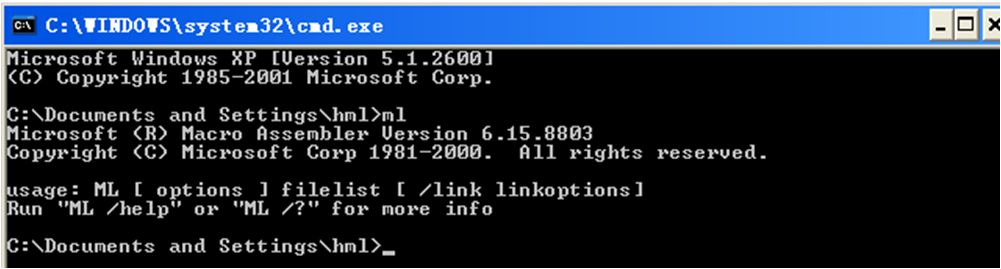 C:\WINDOWS\system32\cmd.exe
Microsoft Windows XP [Version 5.1.2600]
(C) Copyright 1985-2001 Microsoft Corp.
C:\Documents and Settings\hml>ml
Microsoft (R) Macro Assembler Version 6.15.8803
Copyright (C) Microsoft Corp 1981-2000.  All rights reserved.
usage: ML [ options ] filelist [ /link linkoptions]
Run "ML /help" or "ML /?" for more info
C:\Documents and Settings\hml>_